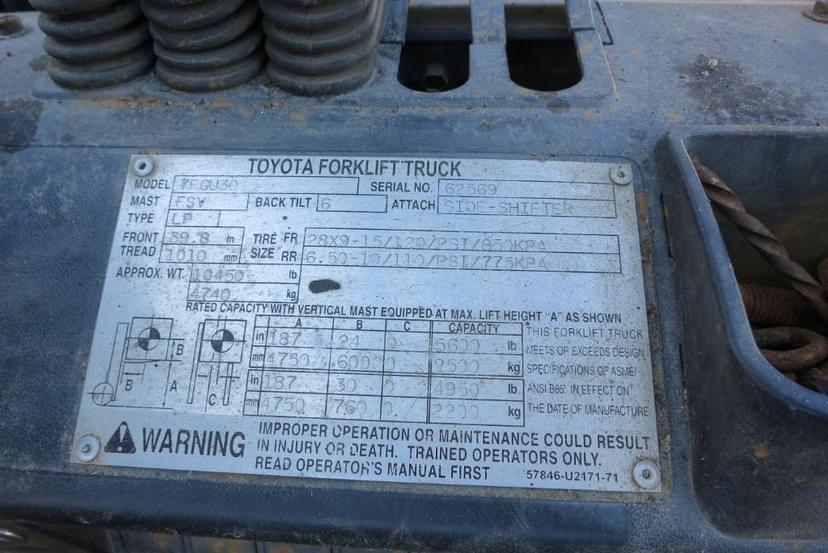 TOYOTA FORKLIFT TRUCK
MODEL 7FGU30 SERIAL NO. 62569
MAST FSV BACK TILT 6 ATTACH SIDE-SHIFTER
TYPE LP
FRONT 39.8 in TIRE FR 28X9-15/120/PSI/850KPA
TREAD 1010 mm SIZE RR 6.50-10/110/PSI/775KPA
APPROX. WT. 10450 lb
4740 kg
RATED CAPACITY WITH VERTICAL MAST EQUIPPED AT MAX. LIFT HEIGHT "A" AS SHOWN
A B C CAPACITY
in 187 24 0 5600 lb
mm 4750 600 0 2500 kg
in 187 30 0 4950 lb
mm 4750 760 0 2200 kg
B B A C
THIS FORKLIFT TRUCK
MEETS OR EXCEEDS DESIGN
SPECIFICATIONS OF ASME/
ANSI B56. IN EFFECT ON
THE DATE OF MANUFACTURE
WARNING
IMPROPER OPERATION OR MAINTENANCE COULD RESULT
IN INJURY OR DEATH. TRAINED OPERATORS ONLY.
READ OPERATOR'S MANUAL FIRST 57846-U2171-71